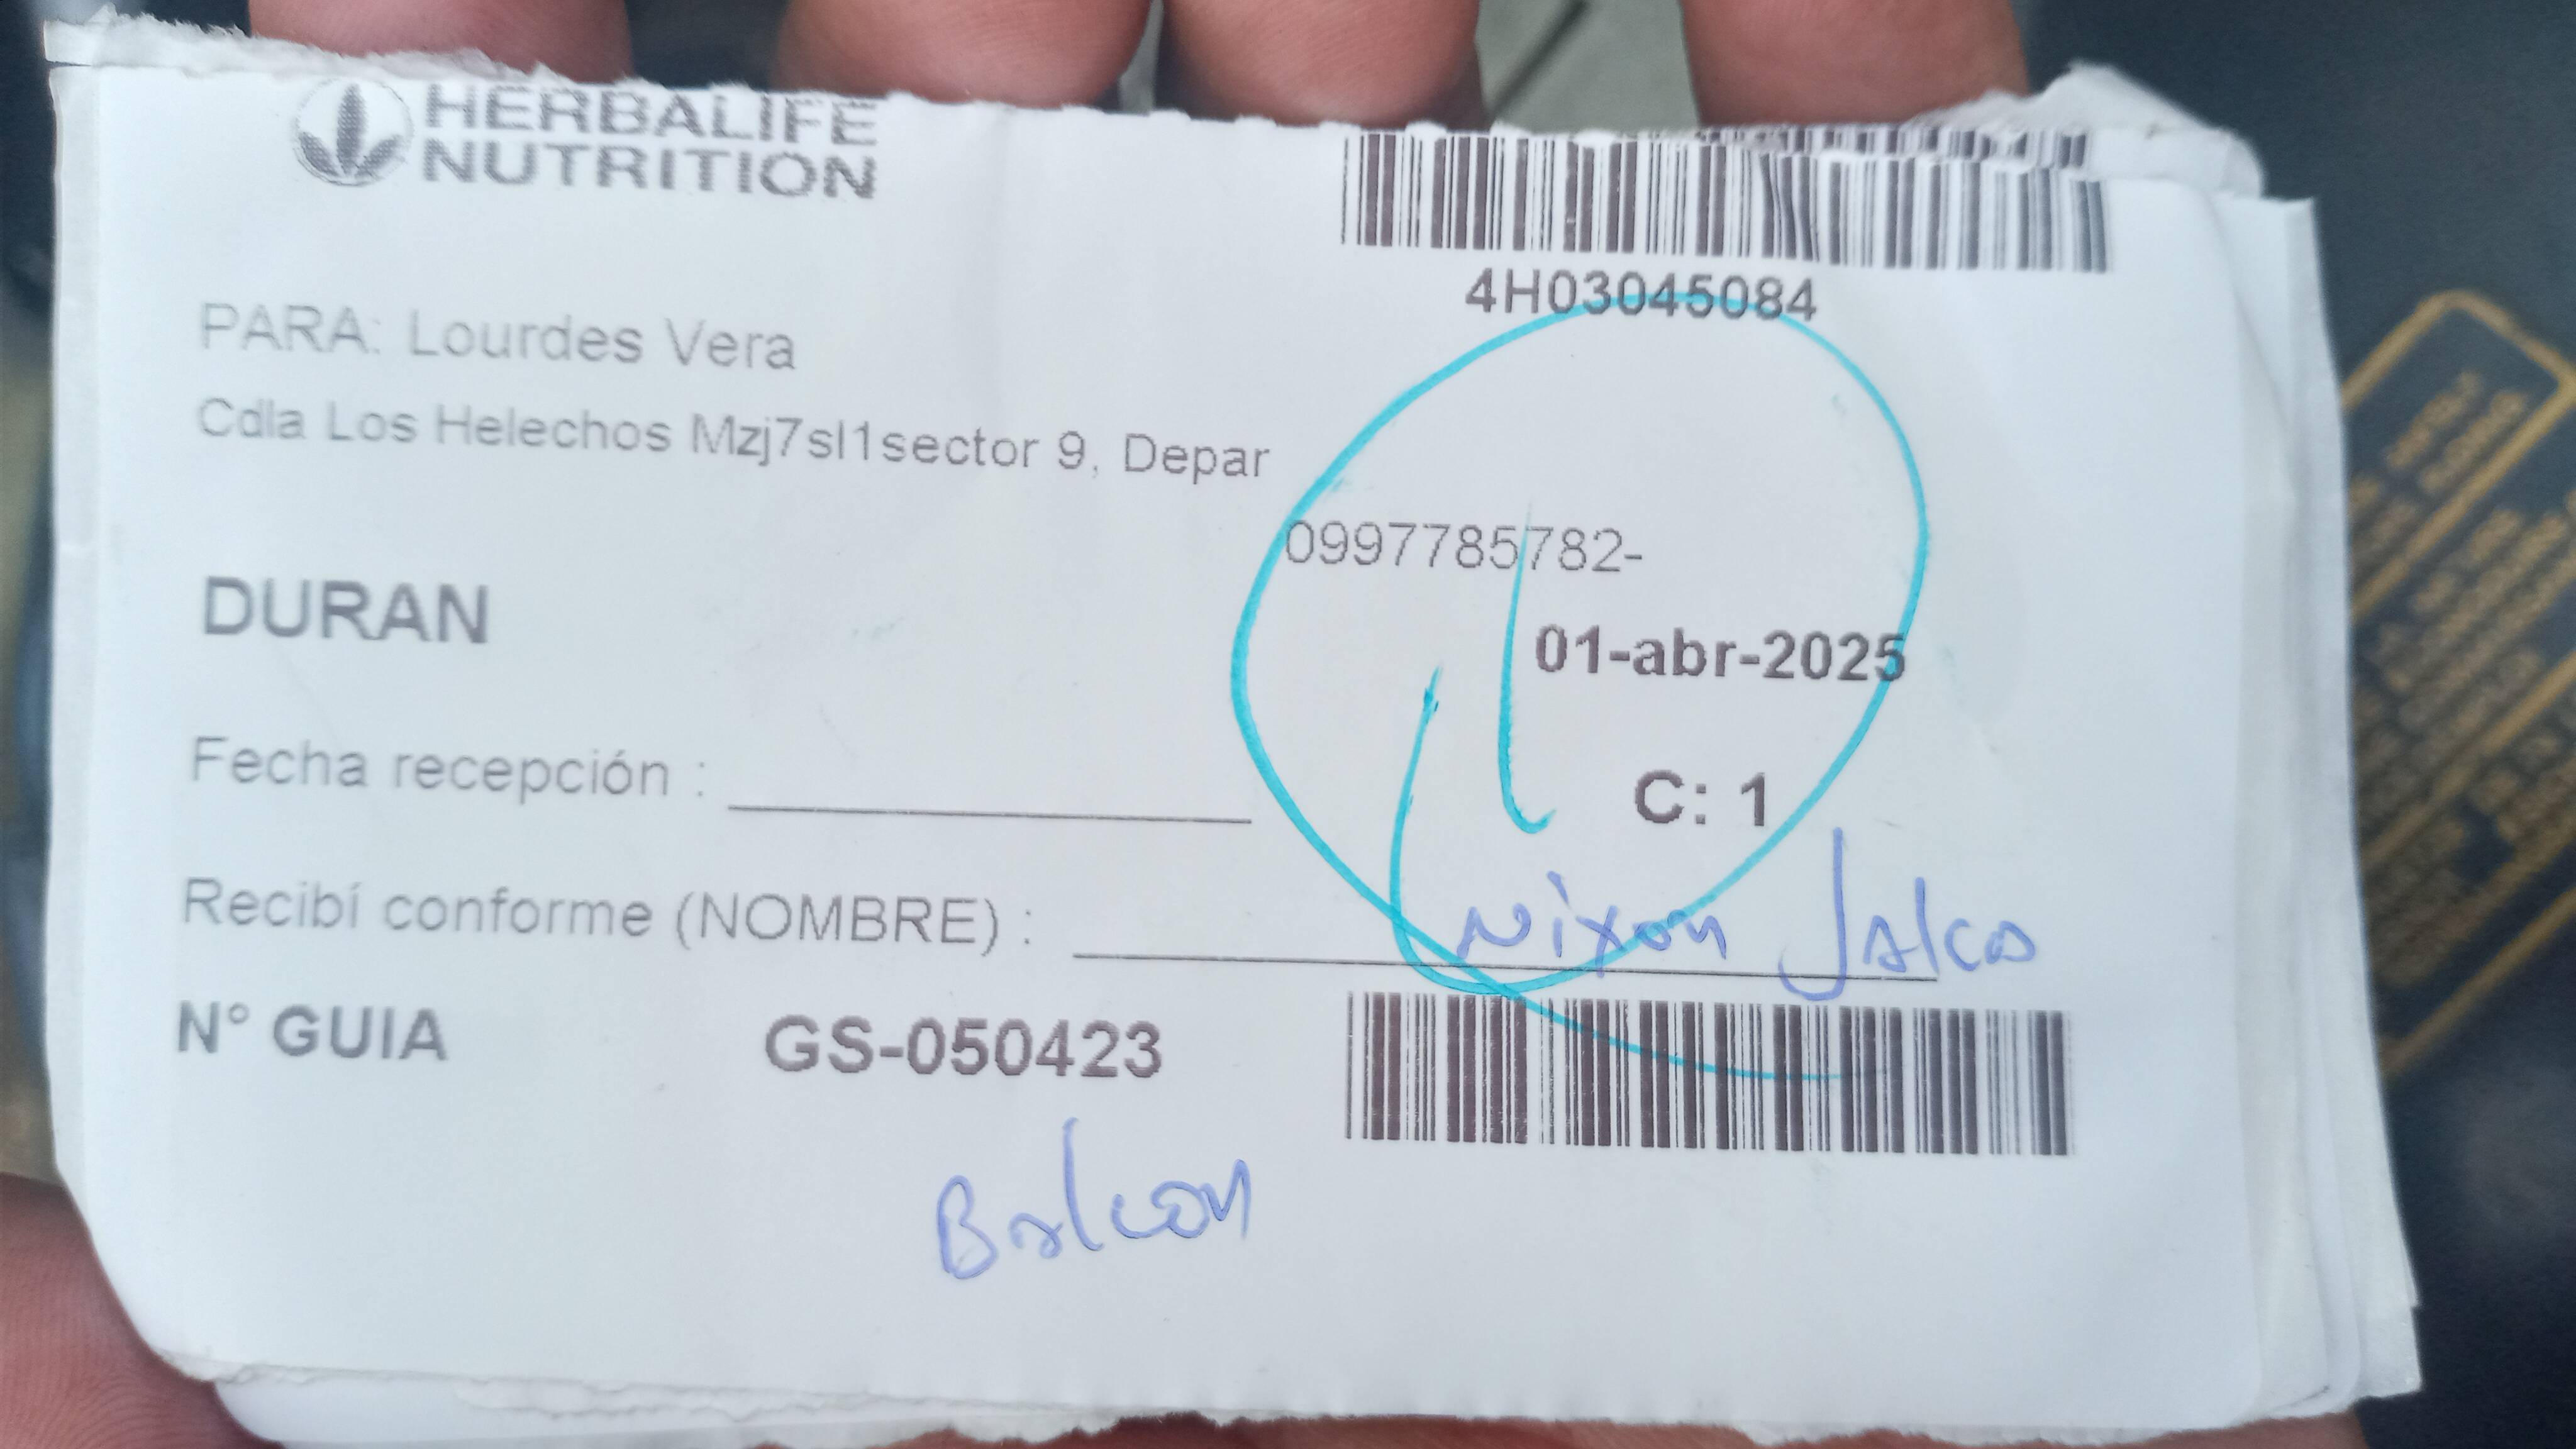 HERBALIFE
NUTRITION
4H03045084
PARA: Lourdes Vera
Cdla Los Helechos Mzj7sl1sector 9, Depar
0997785782-
DURAN
01-abr-2025
Fecha recepción :
C: 1
Recibí conforme (NOMBRE) : Nixon
N° GUIA GS-050423
Balcon